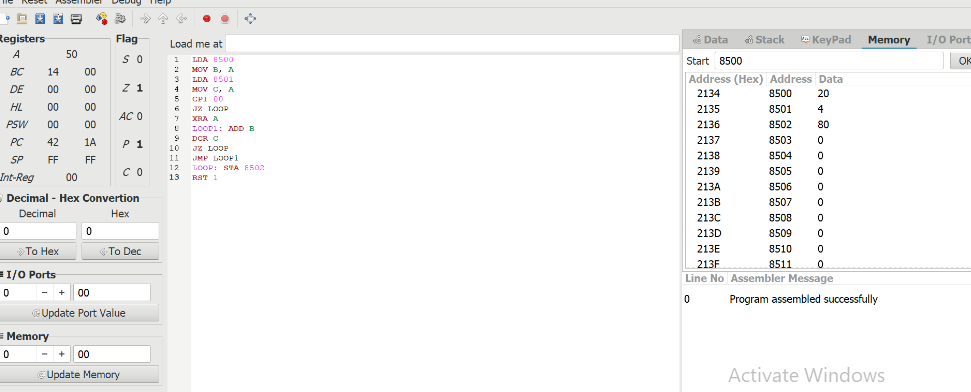 File Reset Assembler Debug Help
Registers
A 50
BC 14 00
DE 00 00
HL 00 00
PSW 00 00
PC 42 1A
SP FF FF
Int-Reg 00
Flag
S 0
Z 1
AC 0
P 1
C 0
Decimal - Hex Convertion
Decimal Hex
0 0
To Hex To Dec
I/O Ports
0 - + 00
Update Port Value
Memory
0 - + 00
Update Memory
Load me at
1 LDA 8500
2 MOV B, A
3 LDA 8501
4 MOV C, A
5 CPI 00
6 JZ LOOP
7 XRA A
8 LOOP1: ADD B
9 DCR C
10 JZ LOOP
11 JMP LOOP1
12 LOOP: STA 8502
13 RST 1
Data Stack KeyPad Memory I/O Port
Start 8500 OK
Address (Hex) Address Data
2134 8500 20
2135 8501 4
2136 8502 80
2137 8503 0
2138 8504 0
2139 8505 0
213A 8506 0
213B 8507 0
213C 8508 0
213D 8509 0
213E 8510 0
213F 8511 0
Line No Assembler Message
0 Program assembled successfully
Activate Windows